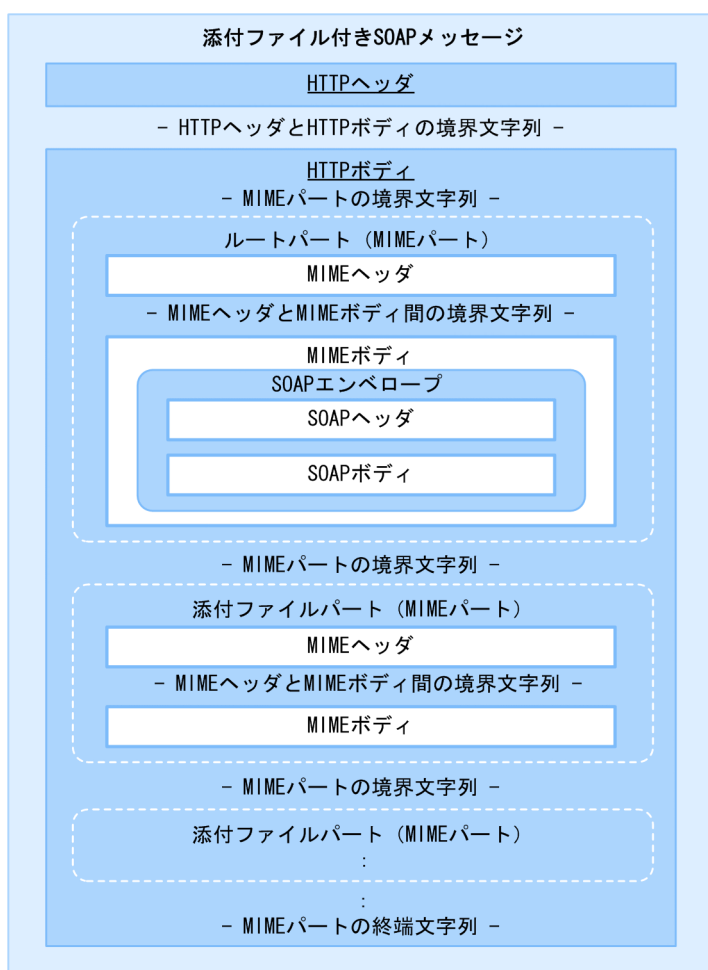 添付ファイル付きSOAPメッセージ
HTTPヘッダ
- HTTPヘッダとHTTPボディの境界文字列 -
HTTPボディ
- MIMEパートの境界文字列 -
ルートパート（MIMEパート）
MIMEヘッダ
- MIMEヘッダとMIMEボディ間の境界文字列 -
MIMEボディ
SOAPエンベロープ
SOAPヘッダ
SOAPボディ
- MIMEパートの境界文字列 -
添付ファイルパート（MIMEパート）
MIMEヘッダ
- MIMEヘッダとMIMEボディ間の境界文字列 -
MIMEボディ
- MIMEパートの境界文字列 -
添付ファイルパート（MIMEパート）
:
:
- MIMEパートの終端文字列 -